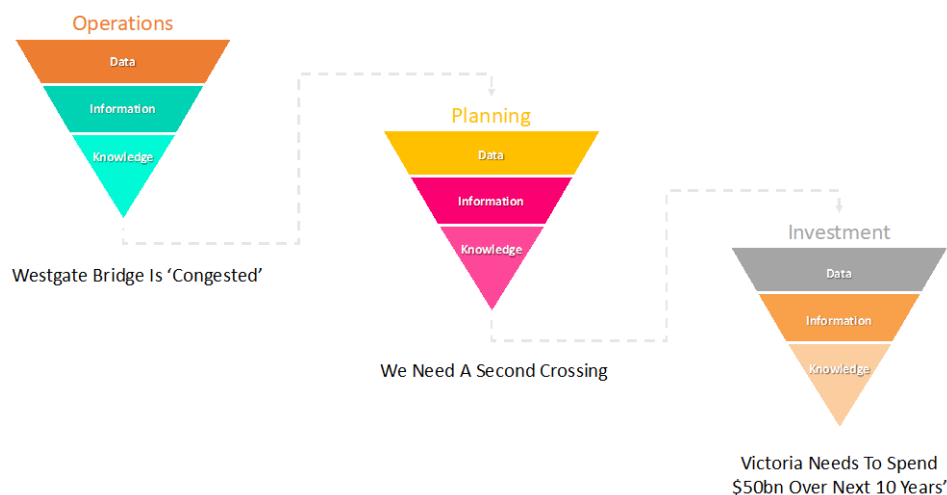 Operations
Data
Information
Knowledge
Westgate Bridge Is ‘Congested’
Planning
Data
Information
Knowledge
We Need A Second Crossing
Investment
Data
Information
Knowledge
Victoria Needs To Spend
$50bn Over Next 10 Years’